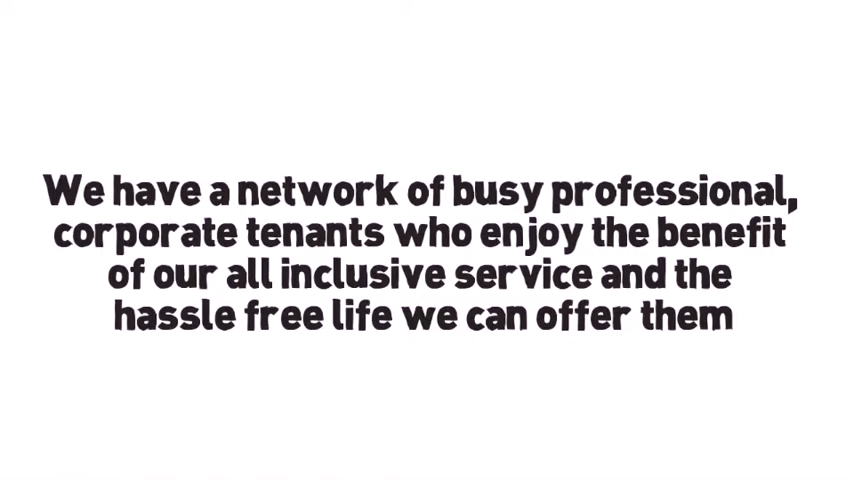 We have a network of busy professional,
corporate tenants who enjoy the benefit
of our all inclusive service and the
hassle free life we can offer them